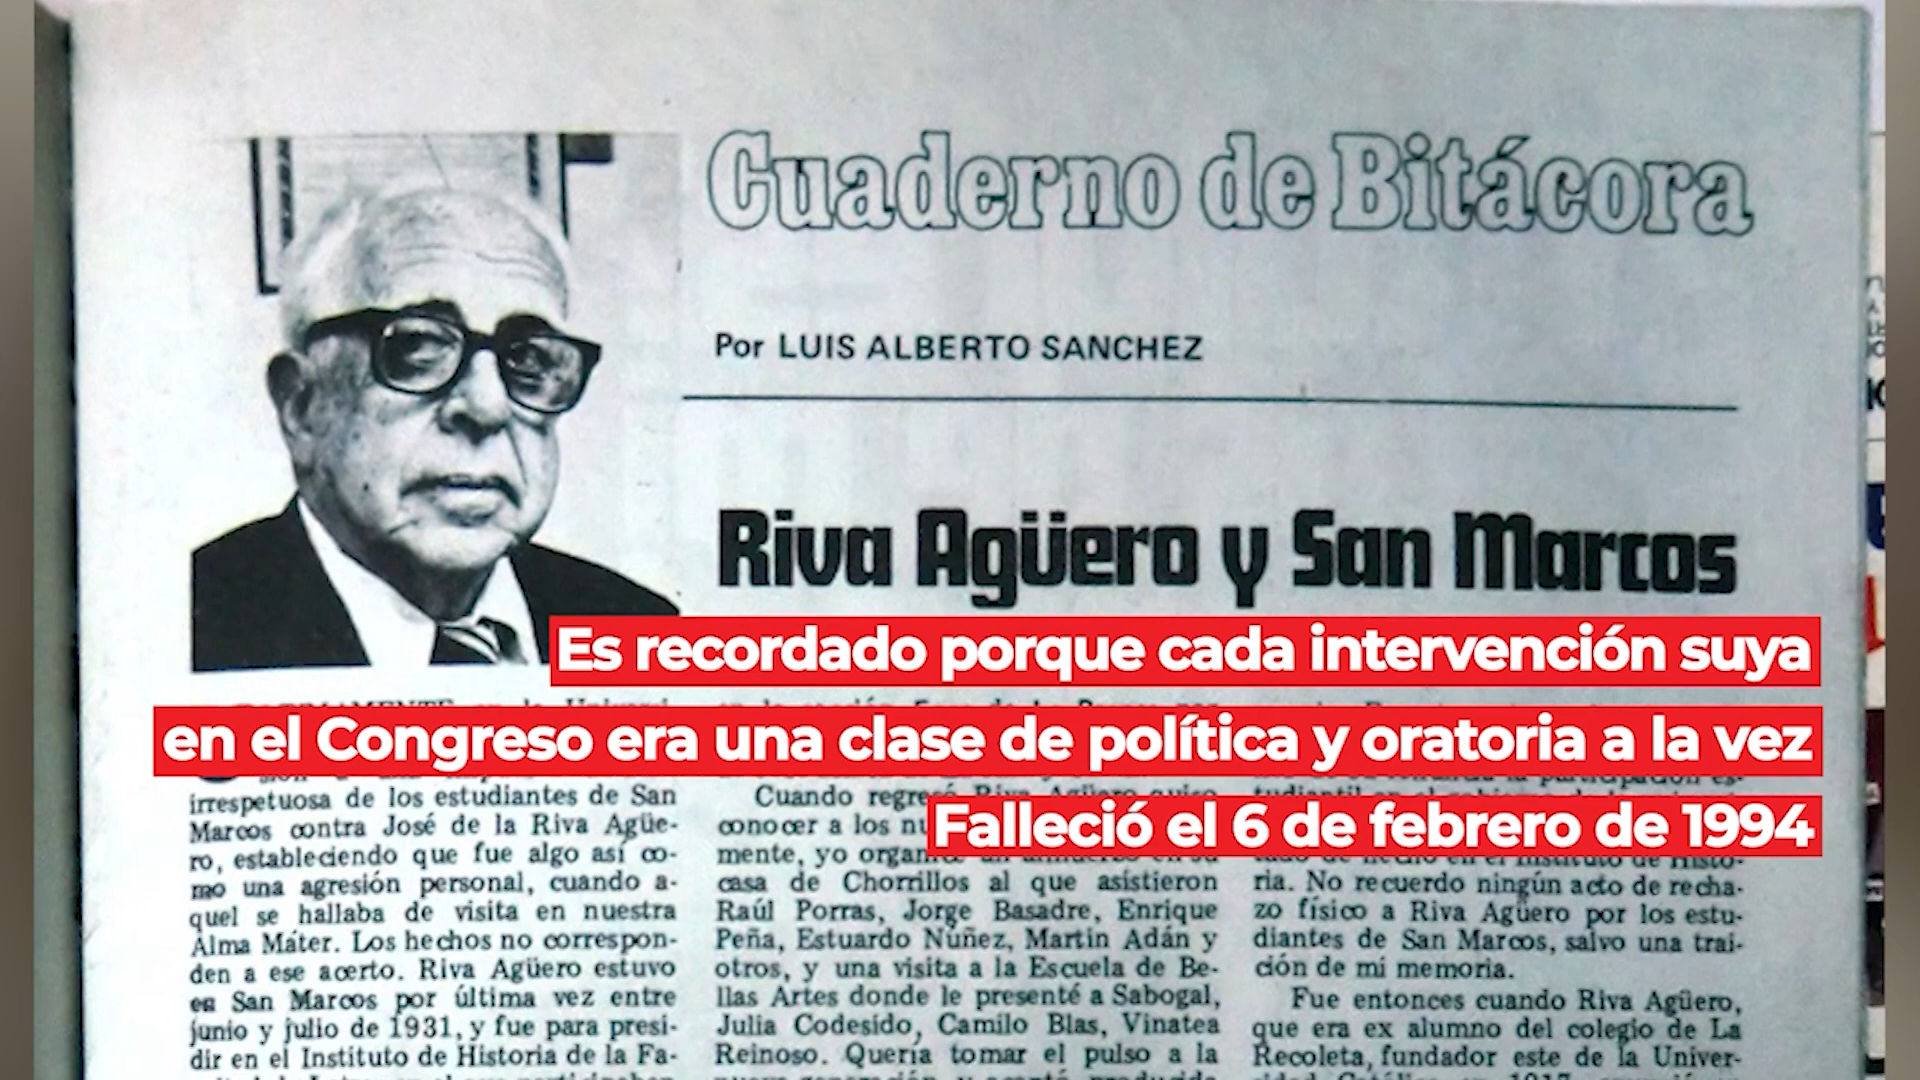 Cuaderno de Bitácora
Por LUIS ALBERTO SANCHEZ
Riva Agüero y San Marcos
Es recordado porque cada intervención suya
en el Congreso era una clase de política y oratoria a la vez
Falleció el 6 de febrero de 1994
irrespetuosa de los estudiantes de San
Marcos contra José de la Riva Agüe-
ro, estableciendo que fue algo así co-
mo una agresión personal, cuando a-
quel se hallaba de visita en nuestra
Alma Máter. Los hechos no correspon-
den a ese acerto. Riva Agüero estuvo
en San Marcos por última vez entre
junio y julio de 1931, y fue para presi-
dir en el Instituto de Historia de la Fa-
Cuando regresó Riva Agüero quiso
conocer a los
mente, yo
casa de Chorrillos al que asistieron
Raúl Porras, Jorge Basadre, Enrique
Peña, Estuardo Núñez, Martin Adán y
otros, y una visita a la Escuela de Be-
llas Artes donde le presenté a Sabogal,
Julia Codesido, Camilo Blas, Vinatea
Reinoso. Quería tomar el pulso a la
ria. No recuerdo ningún acto de recha-
zo físico a Riva Agüero por los estu-
diantes de San Marcos, salvo una trai-
ción de mi memoria.
Fue entonces cuando Riva Agüero,
que era ex alumno del colegio de La
Recoleta, fundador este de la Univer-